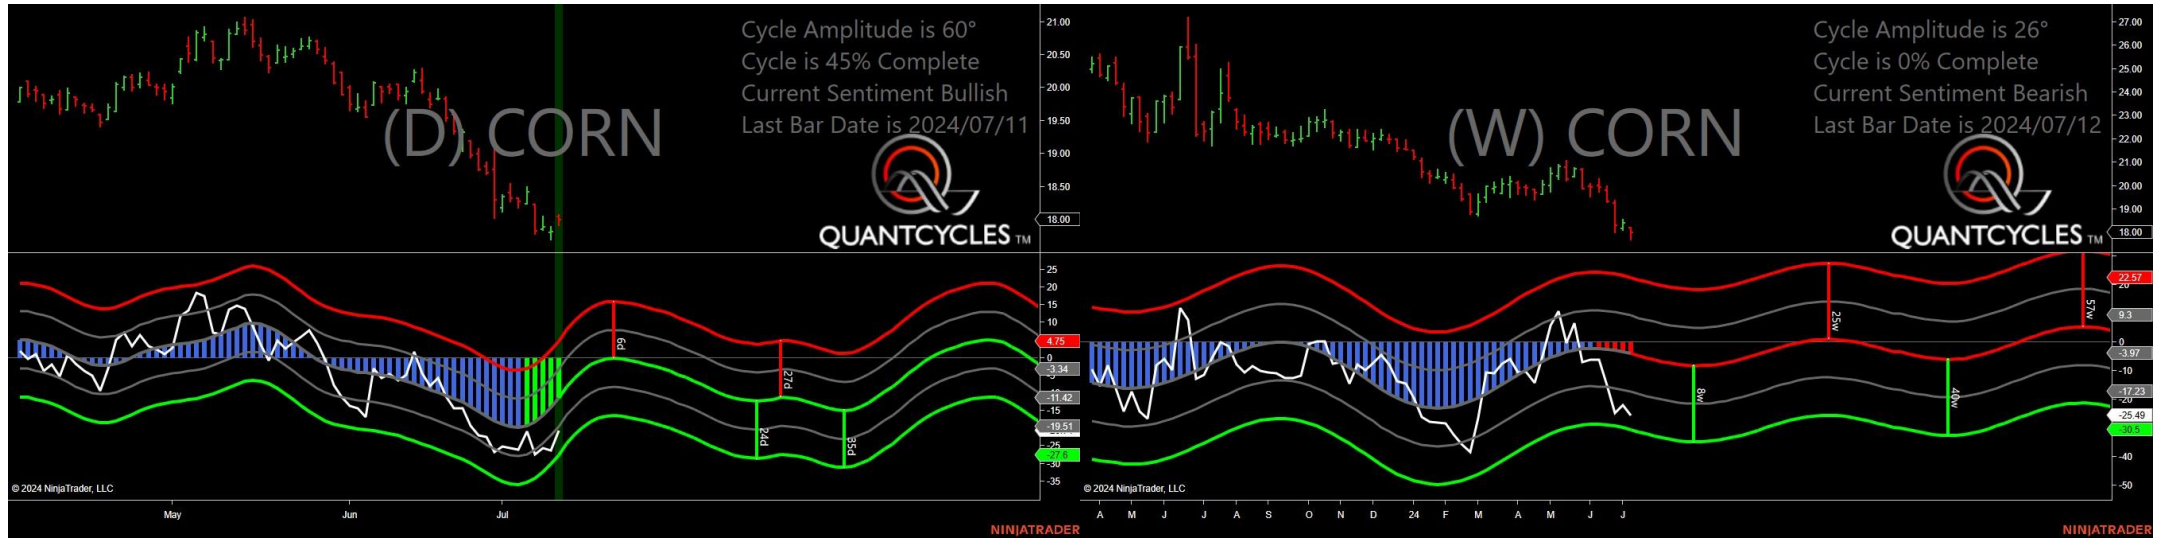 Cycle Amplitude is 60°
Cycle is 45% Complete
Current Sentiment Bullish
Last Bar Date is 2024/07/11
(D) CORN
QUANTCYCLES TM
21.00
20.50
20.00
19.50
19.00
18.50
18.00
25
20
15
10
4.75
0
-3.34
-11.42
-15
-19.51
-25
-27.6
-30
-35
6d
27d
24d
35d
© 2024 NinjaTrader, LLC
May Jun Jul
NINJATRADER
Cycle Amplitude is 26°
Cycle is 0% Complete
Current Sentiment Bearish
Last Bar Date is 2024/07/12
(W) CORN
QUANTCYCLES TM
27.00
26.00
25.00
24.00
23.00
22.00
21.00
20.00
19.00
18.00
22.57
20
9.3
0
-3.97
-10
-17.23
-20
-25.49
-30.5
-40
-50
25w
57w
8w
40w
© 2024 NinjaTrader, LLC
A M J J A S O N D 24 F M A M J J
NINJATRADER